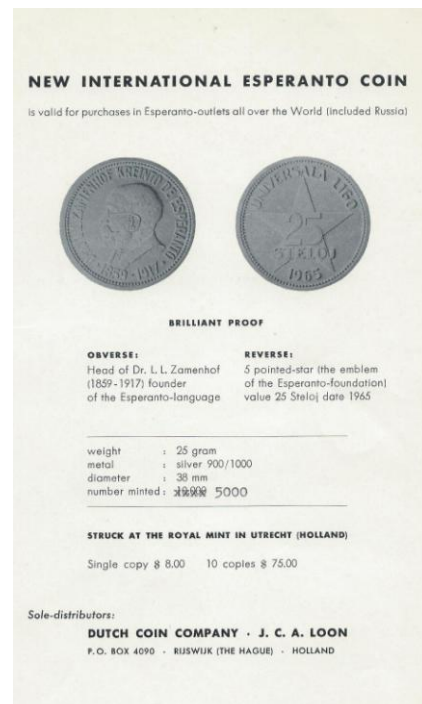 NEW INTERNATIONAL ESPERANTO COIN
is valid for purchases in Esperanto-outlets all over the World (included Russia)
ZAMENHOF KREINTO DE ESPERANTO
1859 - 1917
UNIVERSALA LIGO
25
STELOJ
1965
BRILLIANT PROOF
OBVERSE:
Head of Dr. L. L. Zamenhof
(1859-1917) founder
of the Esperanto-language
REVERSE:
5 pointed-star (the emblem
of the Esperanto-foundation)
value 25 Steloj date 1965
weight : 25 gram
metal : silver 900/1000
diameter : 38 mm
number minted: 5000
STRUCK AT THE ROYAL MINT IN UTRECHT (HOLLAND)
Single copy $ 8.00 10 copies $ 75.00
Sole-distributors:
DUTCH COIN COMPANY · J. C. A. LOON
P.O. BOX 4090 - RIJSWIJK (THE HAGUE) - HOLLAND